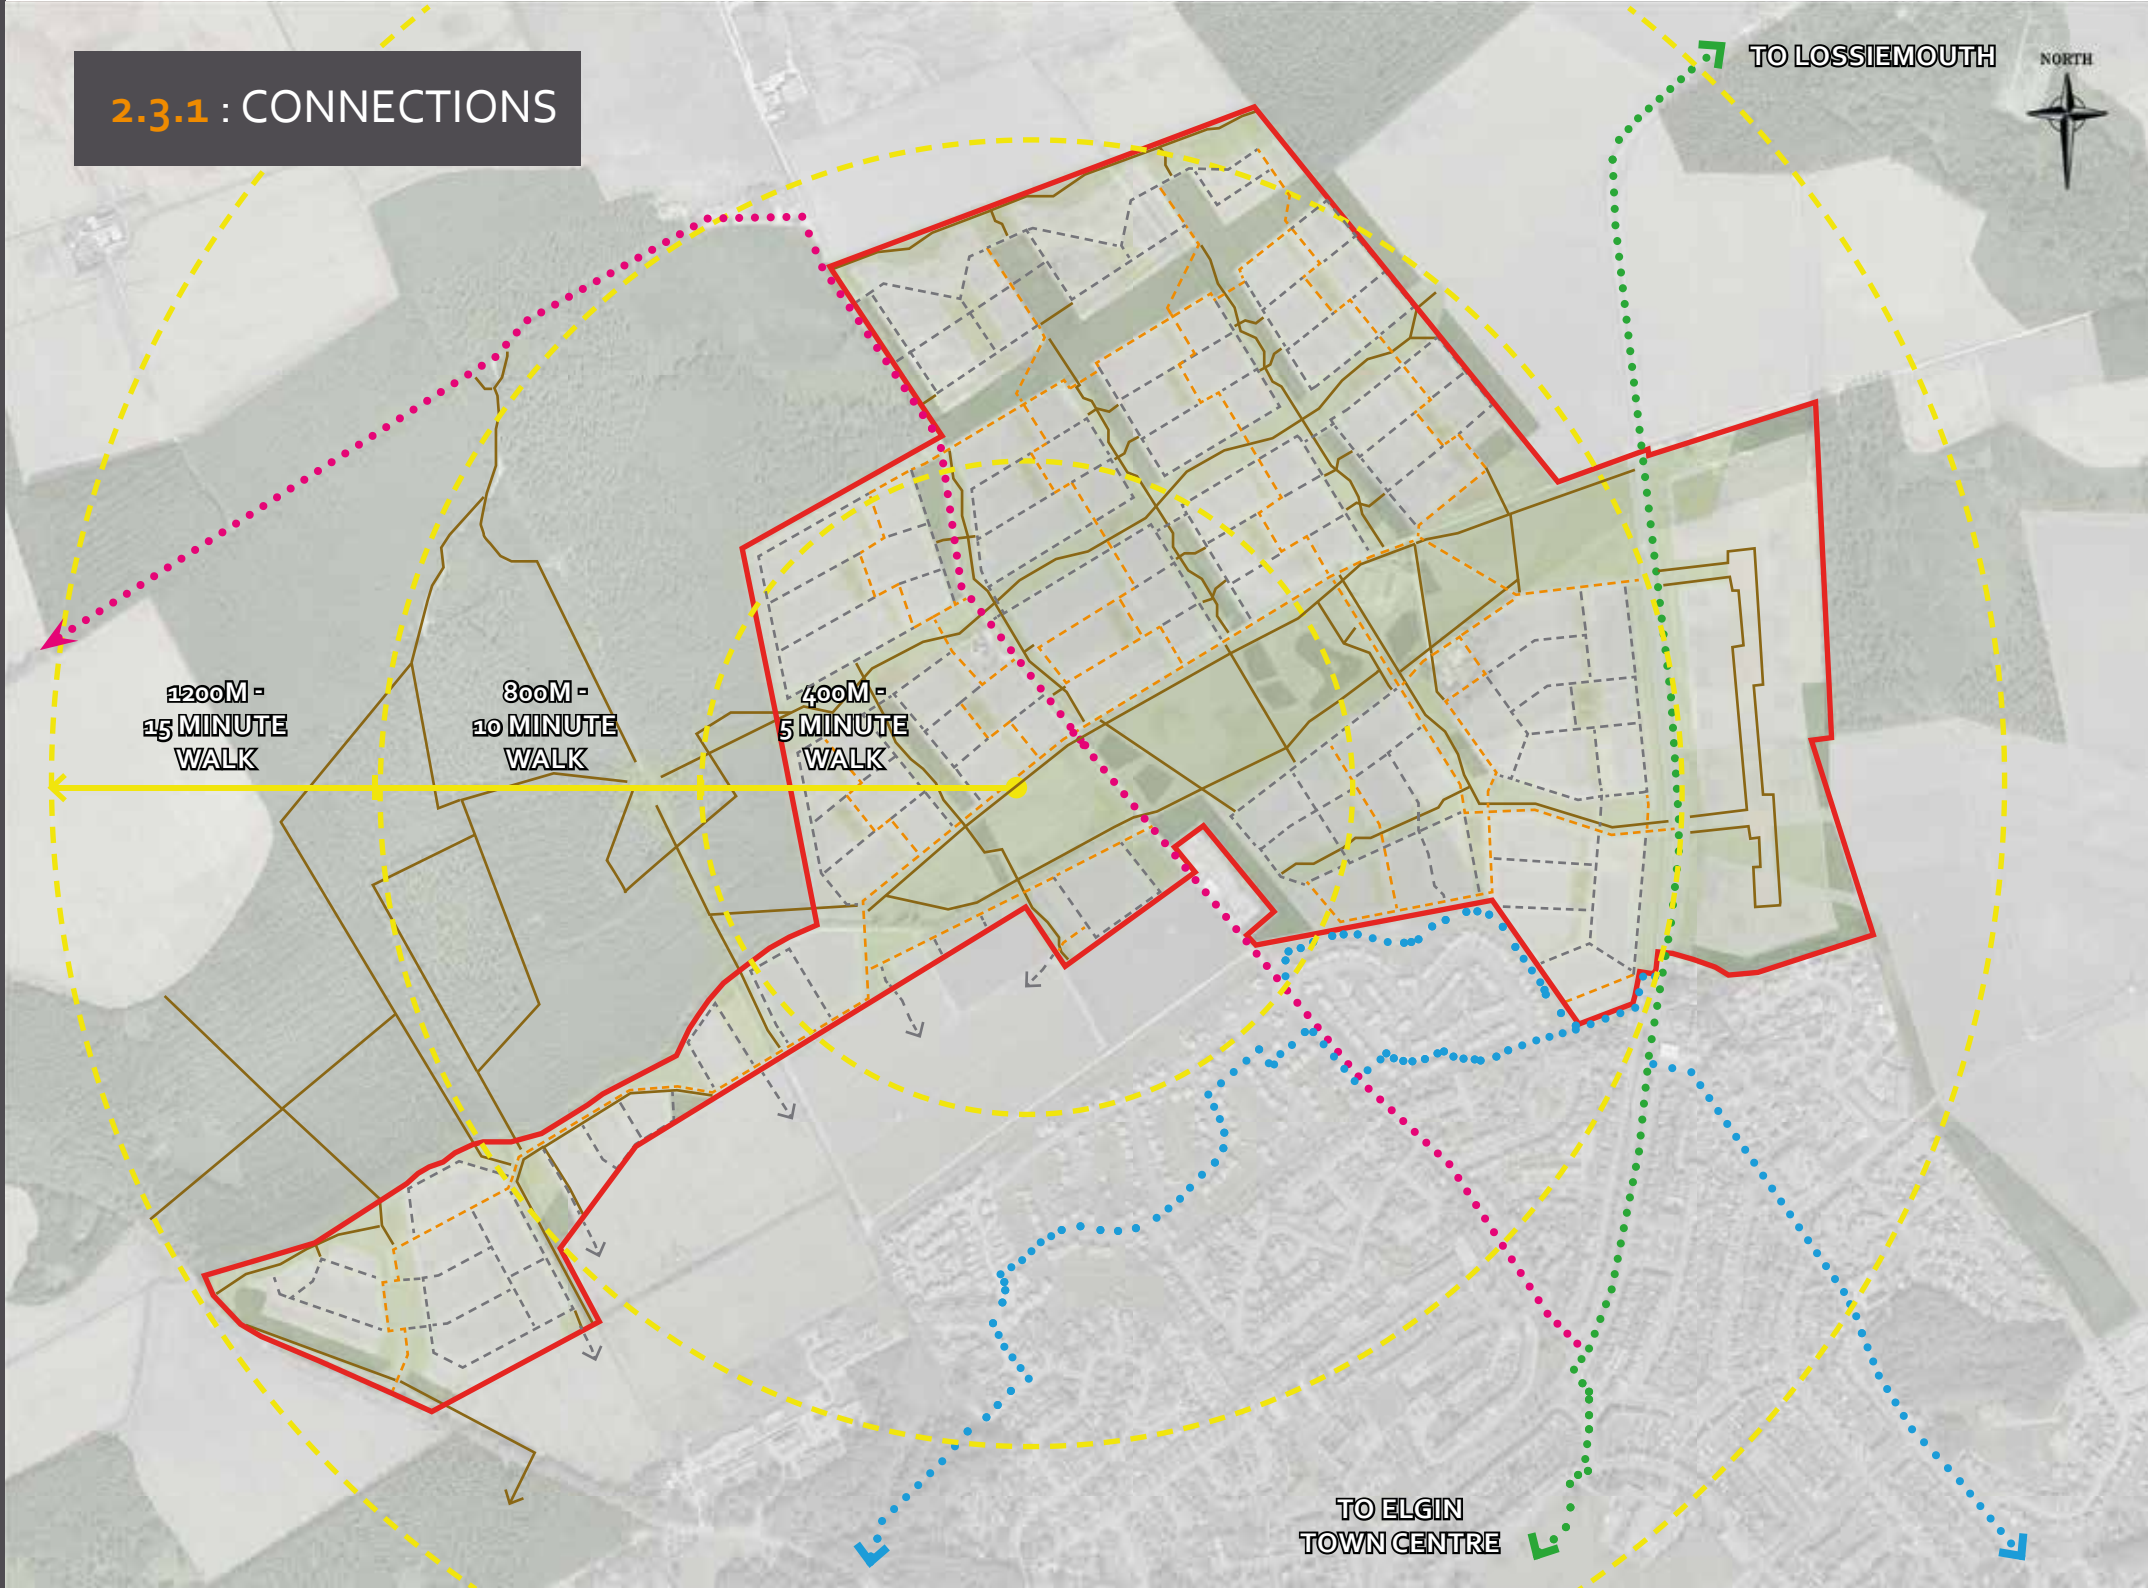 2.3.1 : CONNECTIONS
TO LOSSIEMOUTH
NORTH
1200M -
15 MINUTE
WALK
800M -
10 MINUTE
WALK
400M -
5 MINUTE
WALK
TO ELGIN
TOWN CENTRE